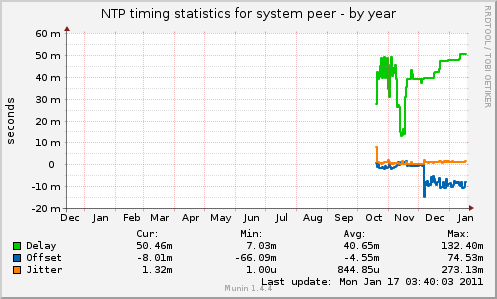 NTP timing statistics for system peer - by year
RRDTOOL / TOBI OETIKER
seconds
60 m
50 m
40 m
30 m
20 m
10 m
0
-10 m
-20 m
Dec Jan Feb Mar Apr May Jun Jul Aug Sep Oct Nov Dec Jan
Cur: Min: Avg: Max:
Delay 50.46m 7.03m 40.65m 132.40m
Offset -8.01m -66.09m -4.55m 74.53m
Jitter 1.32m 1.00u 844.85u 273.13m
Last update: Mon Jan 17 03:40:03 2011
Munin 1.4.4